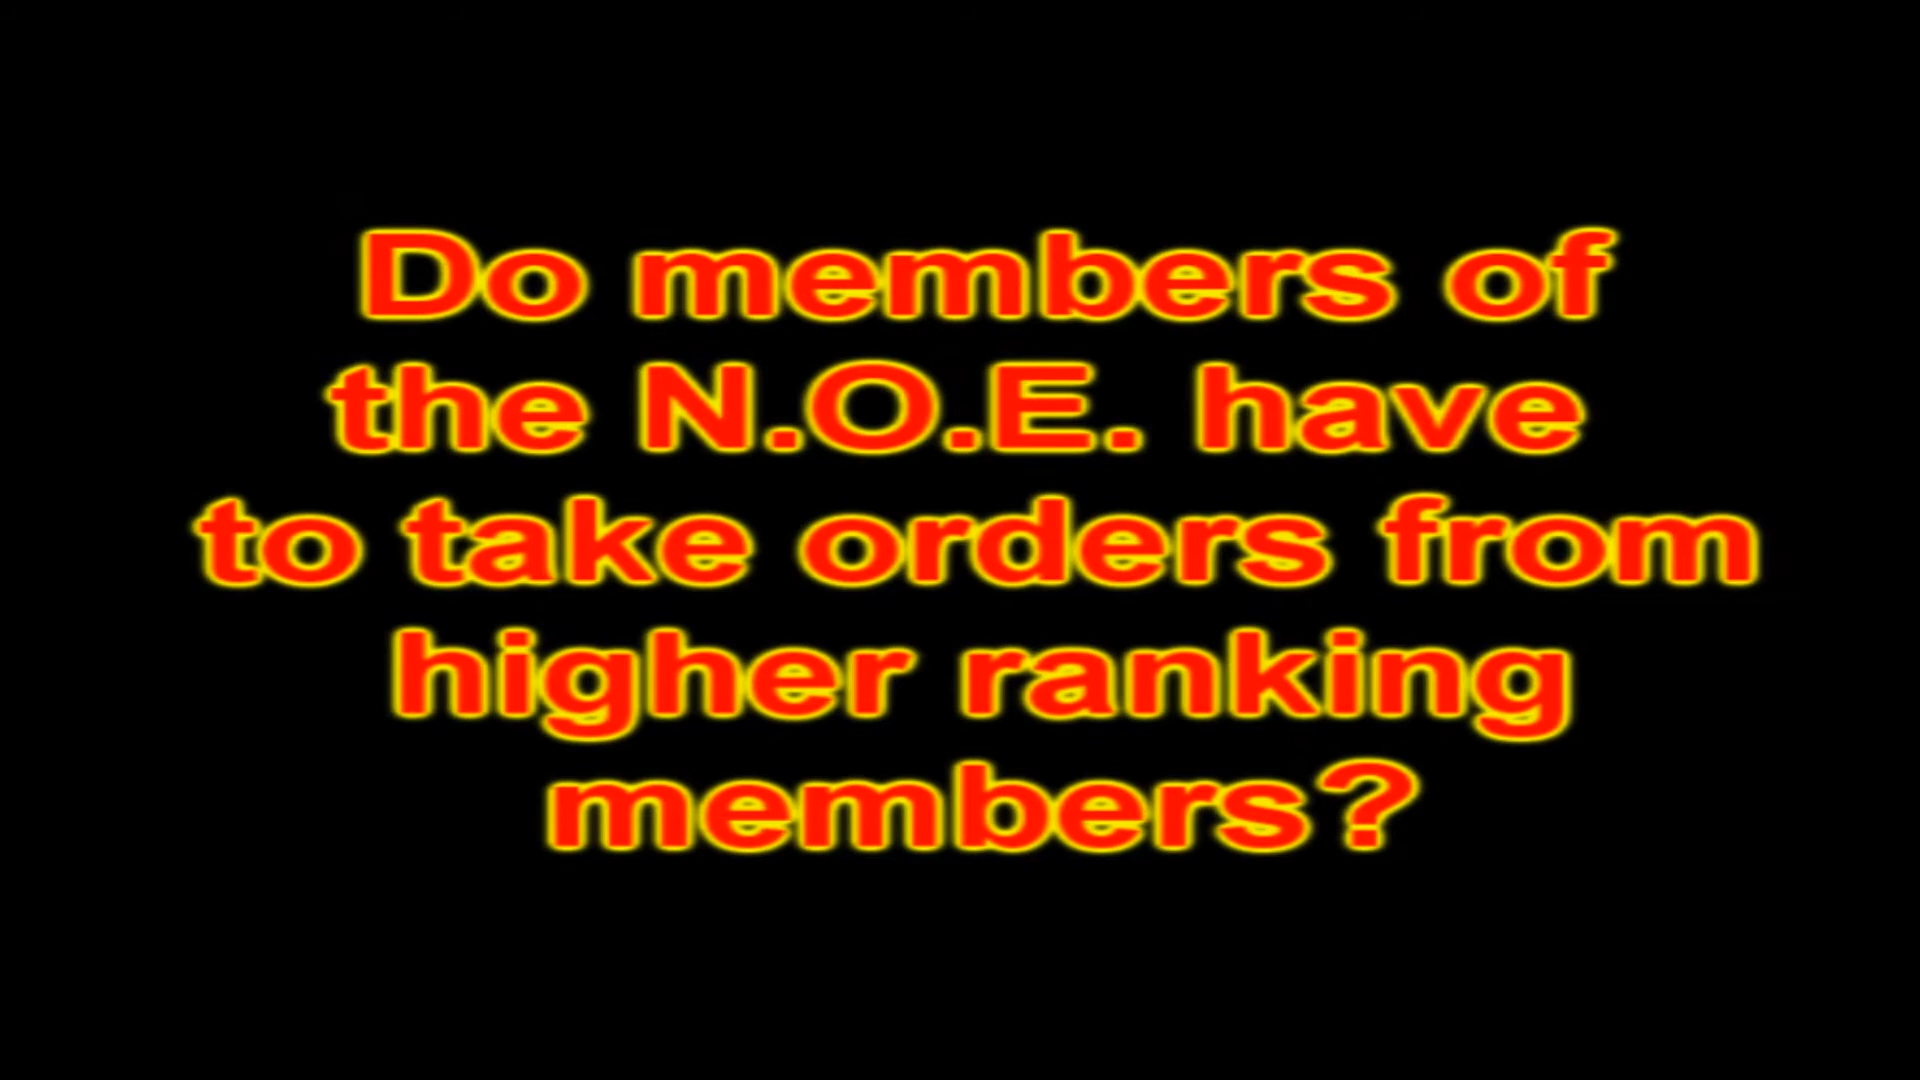 Do members of
the N.O.E. have
to take orders from
higher ranking
members?